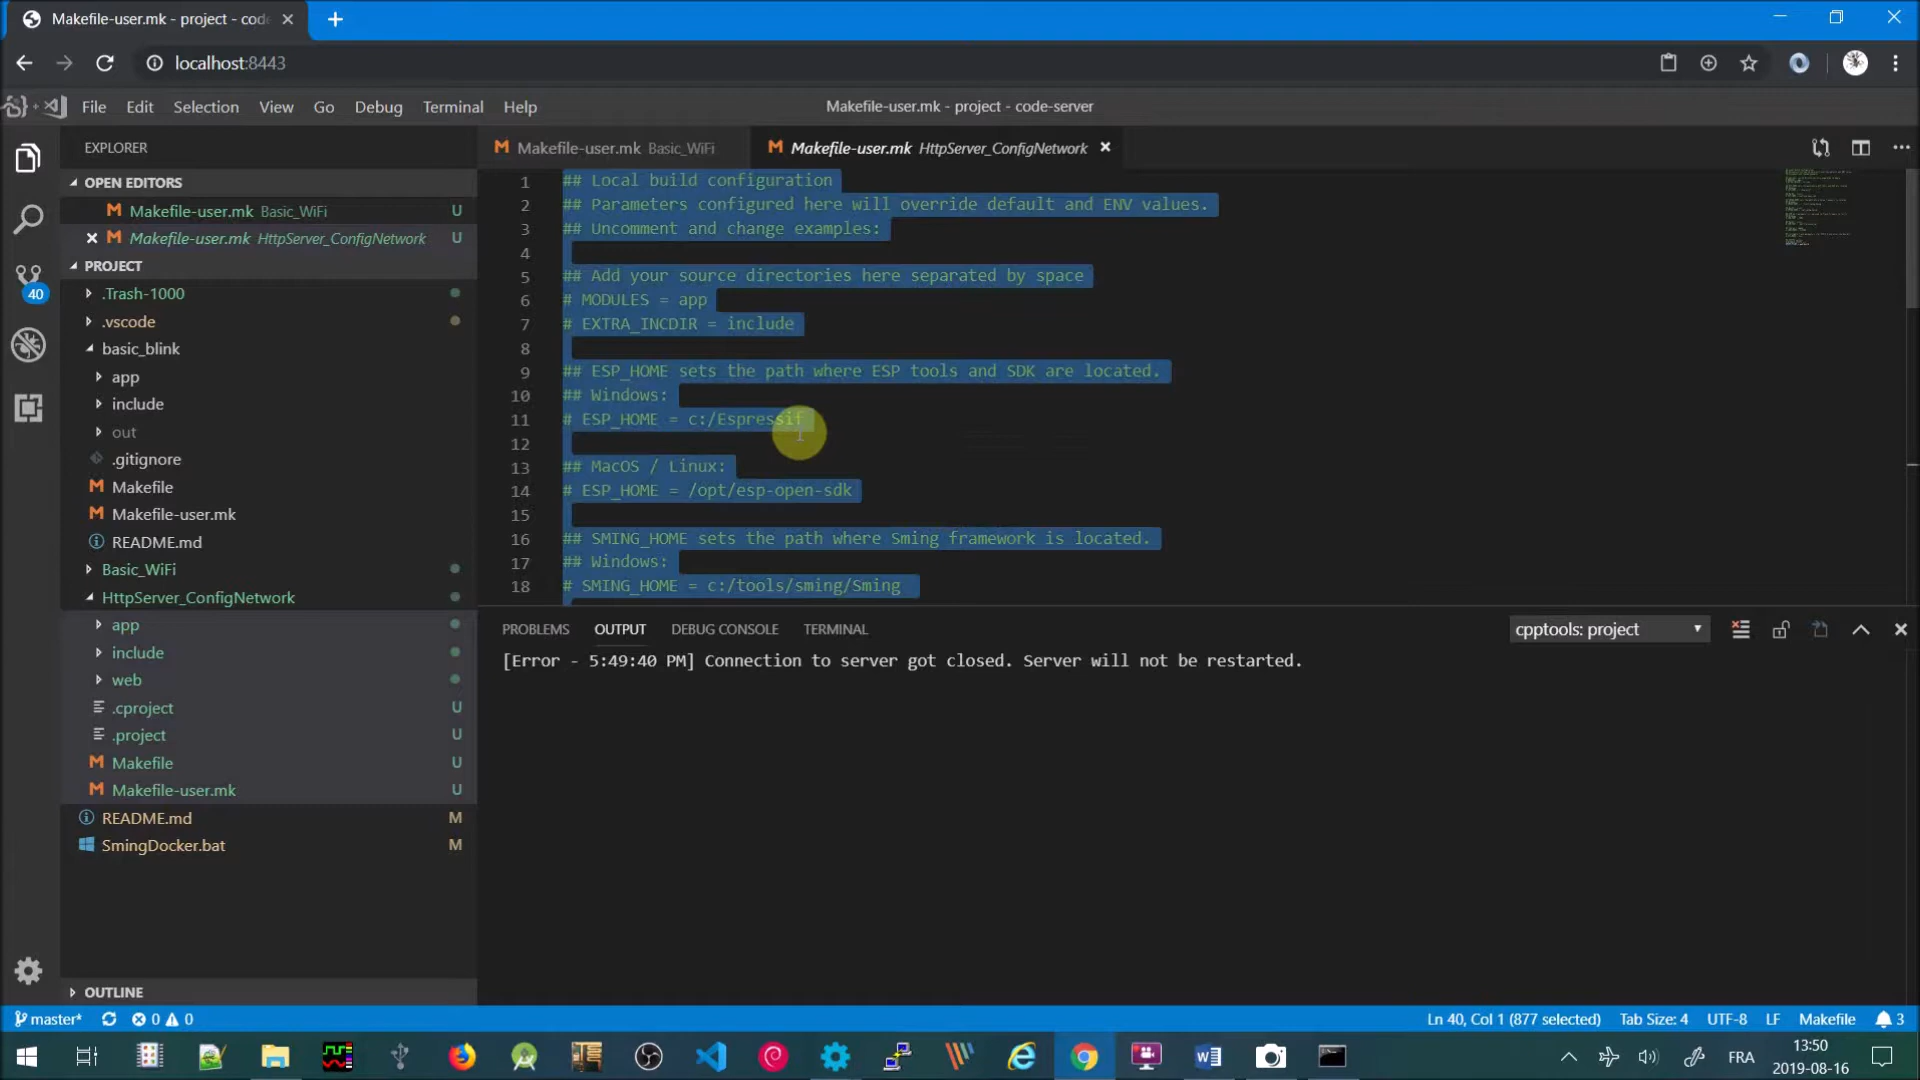 Makefile-user.mk - project - code
localhost:8443
File Edit Selection View Go Debug Terminal Help
Makefile-user.mk - project - code-server
EXPLORER
OPEN EDITORS
Makefile-user.mk Basic_WiFi U
Makefile-user.mk HttpServer_ConfigNetwork U
PROJECT
.Trash-1000
.vscode
basic_blink
app
include
out
.gitignore
Makefile
Makefile-user.mk
README.md
Basic_WiFi
HttpServer_ConfigNetwork
app
include
web
.cproject U
.project U
Makefile U
Makefile-user.mk U
README.md M
SmingDocker.bat M
OUTLINE
40
Makefile-user.mk Basic_WiFi
Makefile-user.mk HttpServer_ConfigNetwork
1 ## Local build configuration
2 ## Parameters configured here will override default and ENV values.
3 ## Uncomment and change examples:
4
5 ## Add your source directories here separated by space
6 # MODULES = app
7 # EXTRA_INCDIR = include
8
9 ## ESP_HOME sets the path where ESP tools and SDK are located.
10 ## Windows:
11 # ESP_HOME = c:/Espressif
12
13 ## MacOS / Linux:
14 # ESP_HOME = /opt/esp-open-sdk
15
16 ## SMING_HOME sets the path where Sming framework is located.
17 ## Windows:
18 # SMING_HOME = c:/tools/sming/Sming
PROBLEMS OUTPUT DEBUG CONSOLE TERMINAL
cpptools: project
[Error - 5:49:40 PM] Connection to server got closed. Server will not be restarted.
master* 0 0
Ln 40, Col 1 (877 selected) Tab Size: 4 UTF-8 LF Makefile 3
FRA
13:50
2019-08-16